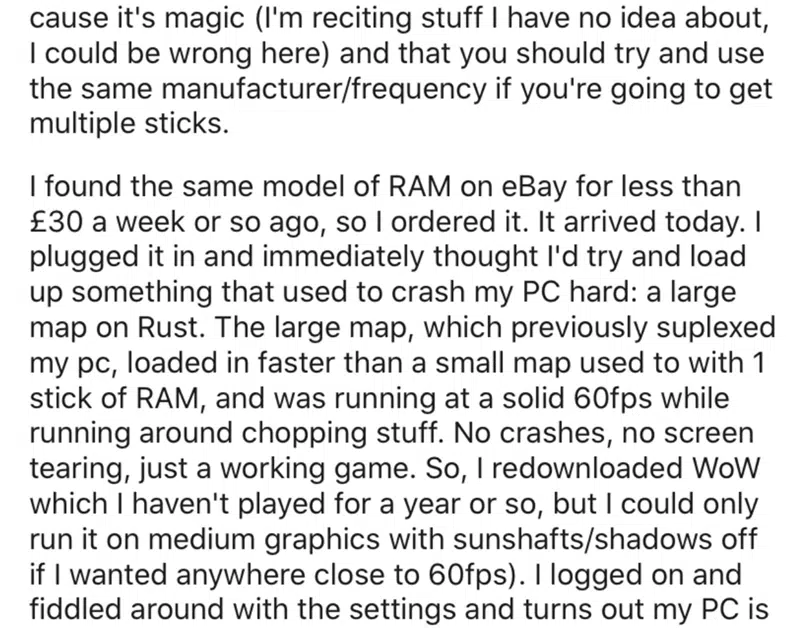 cause it's magic (I'm reciting stuff I have no idea about,
I could be wrong here) and that you should try and use
the same manufacturer/frequency if you're going to get
multiple sticks.
I found the same model of RAM on eBay for less than
£30 a week or so ago, so I ordered it. It arrived today. I
plugged it in and immediately thought I'd try and load
up something that used to crash my PC hard: a large
map on Rust. The large map, which previously suplexed
my pc, loaded in faster than a small map used to with 1
stick of RAM, and was running at a solid 60fps while
running around chopping stuff. No crashes, no screen
tearing, just a working game. So, I redownloaded WoW
which I haven't played for a year or so, but I could only
run it on medium graphics with sunshafts/shadows off
if I wanted anywhere close to 60fps). I logged on and
fiddled around with the settings and turns out my PC is